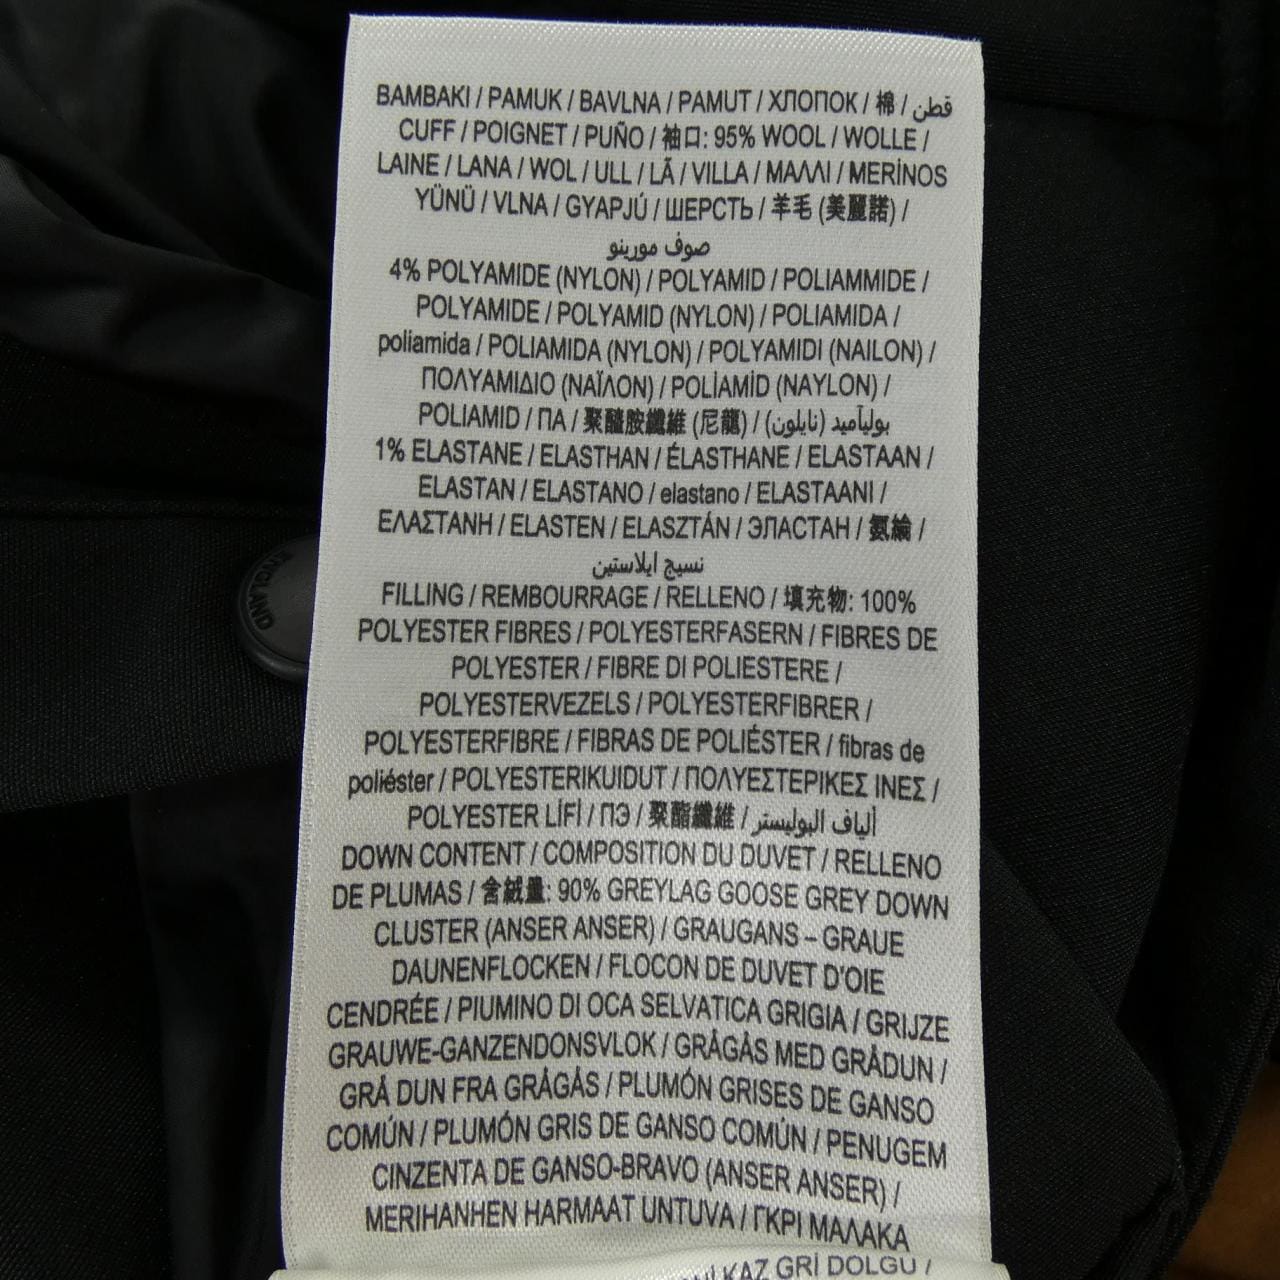 BAMBAKI / PAMUK / BAVLNA / PAMUT / ХЛОПОК / 棉 / قطن
CUFF / POIGNET / PUÑO / 袖口: 95% WOOL / WOLLE /
LAINE / LANA / WOL / ULL / LÃ / VILLA / ΜΑΛΛΙ / MERİNOS
YÜNÜ / VLNA / GYAPJÚ / ШЕРСТЬ / 羊毛 (美麗諾) /
صوف مورينو
4% POLYAMIDE (NYLON) / POLYAMID / POLIAMMIDE /
POLYAMIDE / POLYAMID (NYLON) / POLIAMIDA /
poliamida / POLIAMIDA (NYLON) / POLYAMIDI (NAILON) /
ΠΟΛΥΑΜΙΔΙΟ (ΝΑΪΛΟΝ) / POLİAMİD (NAYLON) /
POLIAMID / ПА / 聚醯胺纖維 (尼龍) / بوليآميد (نايلون)
1% ELASTANE / ELASTHAN / ÉLASTHANE / ELASTAAN /
ELASTAN / ELASTANO / elastano / ELASTAANI /
ΕΛΑΣΤΑΝΗ / ELASTEN / ELASZTÁN / ЭЛАСТАН / 氨綸 /
نسيج ايلاستين
FILLING / REMBOURRAGE / RELLENO / 填充物: 100%
POLYESTER FIBRES / POLYESTERFASERN / FIBRES DE
POLYESTER / FIBRE DI POLIESTERE /
POLYESTERVEZELS / POLYESTERFIBRER /
POLYESTERFIBRE / FIBRAS DE POLIÉSTER / fibras de
poliéster / POLYESTERIKUIDUT / ΠΟΛΥΕΣΤΕΡΙΚΕΣ ΙΝΕΣ /
POLYESTER LİFİ / ПЭ / 聚酯纖維 / ألياف البوليستر
DOWN CONTENT / COMPOSITION DU DUVET / RELLENO
DE PLUMAS / 含絨量: 90% GREYLAG GOOSE GREY DOWN
CLUSTER (ANSER ANSER) / GRAUGANS – GRAUE
DAUNENFLOCKEN / FLOCON DE DUVET D'OIE
CENDRÉE / PIUMINO DI OCA SELVATICA GRIGIA / GRIJZE
GRAUWE-GANZENDONSVLOK / GRÅGÅS MED GRÅDUN /
GRÅ DUN FRA GRÅGÅS / PLUMÓN GRISES DE GANSO
COMÚN / PLUMÓN GRIS DE GANSO COMÚN / PENUGEM
CINZENTA DE GANSO-BRAVO (ANSER ANSER) /
MERIHANHEN HARMAAT UNTUVA / ΓΚΡΙ ΜΑΛΑΚΑ
KAZ GRİ DOLGU /
ENGLAND